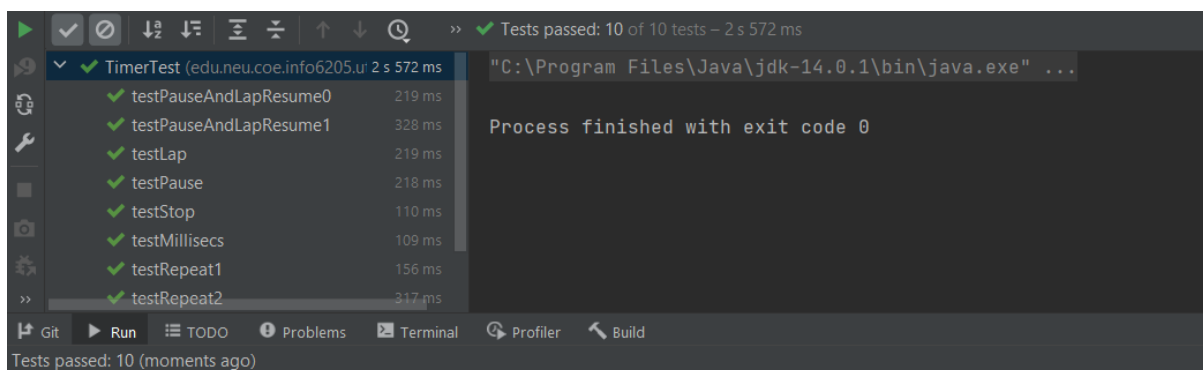 Tests passed: 10 of 10 tests – 2 s 572 ms
TimerTest (edu.neu.coe.info6205.ut 2 s 572 ms
testPauseAndLapResume0 219 ms
testPauseAndLapResume1 328 ms
testLap 219 ms
testPause 218 ms
testStop 110 ms
testMillisecs 109 ms
testRepeat1 156 ms
testRepeat2 317 ms
"C:\Program Files\Java\jdk-14.0.1\bin\java.exe" ...
Process finished with exit code 0
Git Run TODO Problems Terminal Profiler Build
Tests passed: 10 (moments ago)